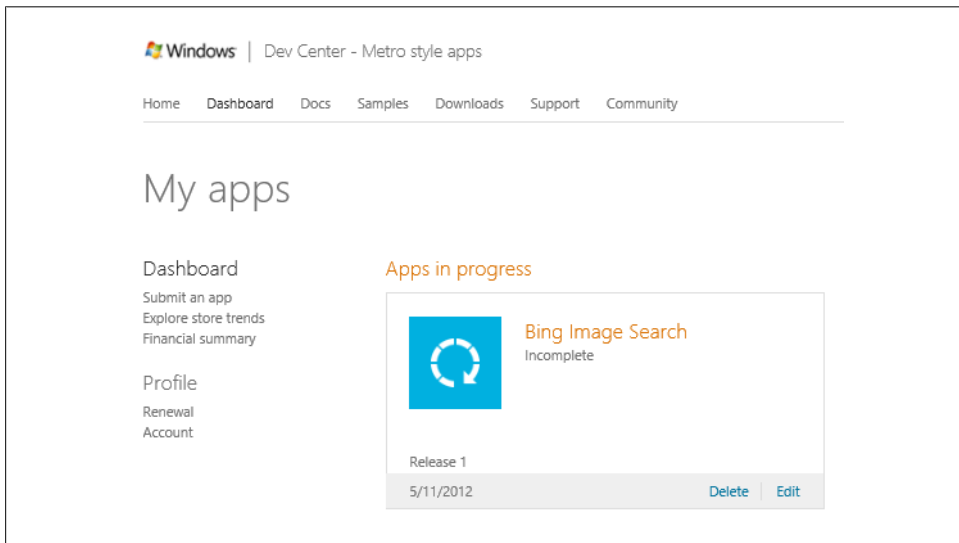 Windows | Dev Center - Metro style apps
Home Dashboard Docs Samples Downloads Support Community
My apps
Dashboard
Submit an app
Explore store trends
Financial summary
Profile
Renewal
Account
Apps in progress
Bing Image Search
Incomplete
Release 1
5/11/2012 Delete | Edit